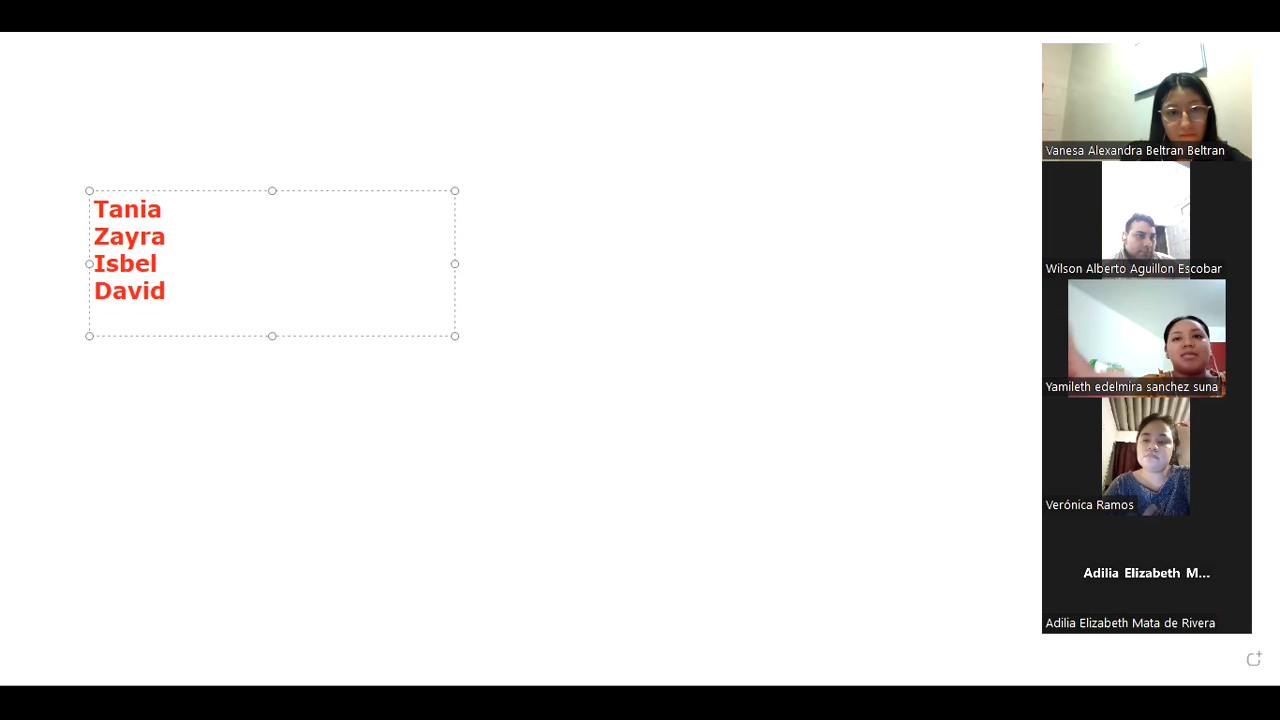 Tania
Zayra
Isbel
David
Vanesa Alexandra Beltran Beltran
Wilson Alberto Aguillon Escobar
Yamileth edelmira sanchez suna
Verónica Ramos
Adilia Elizabeth M...
Adilia Elizabeth Mata de Rivera